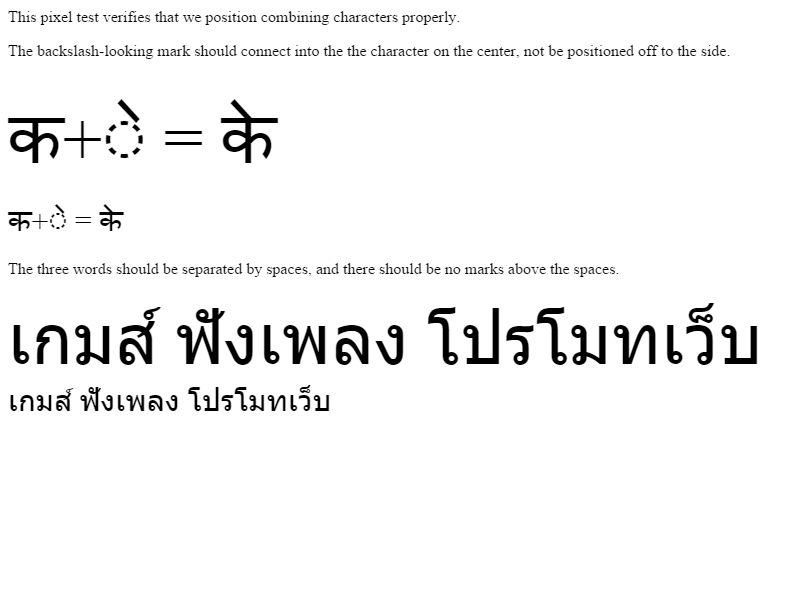 This pixel test verifies that we position combining characters properly.
The backslash-looking mark should connect into the the character on the center, not be positioned off to the side.
क+◌े = के
क+◌े = के
The three words should be separated by spaces, and there should be no marks above the spaces.
เกมส์ ฟังเพลง โปรโมทเว็บ
เกมส์ ฟังเพลง โปรโมทเว็บ